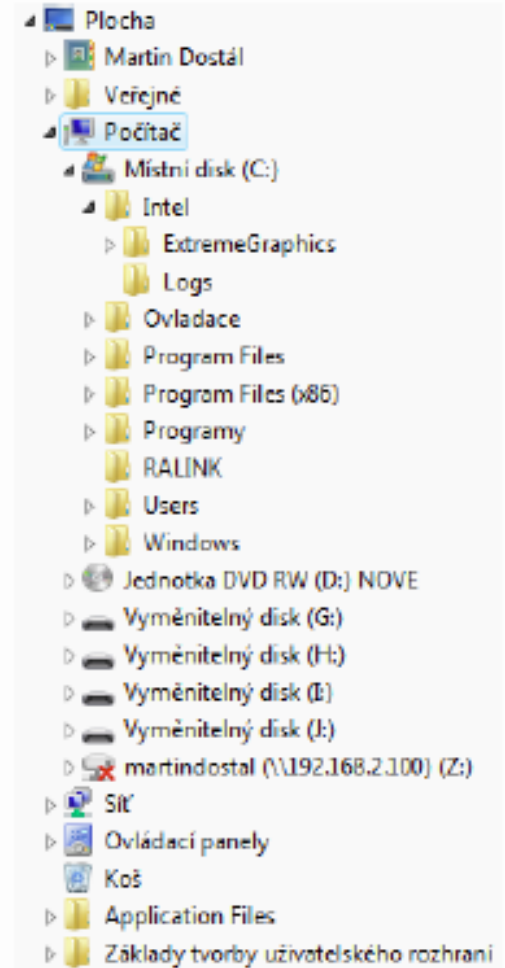 Plocha
Martin Dostál
Veřejné
Počítač
Místní disk (C:)
Intel
ExtremeGraphics
Logs
Ovladace
Program Files
Program Files (x86)
Programy
RALINK
Users
Windows
Jednotka DVD RW (D:) NOVE
Vyměnitelný disk (G:)
Vyměnitelný disk (H:)
Vyměnitelný disk (I:)
Vyměnitelný disk (J:)
martindostal (\\192.168.2.100) (Z:)
Síť
Ovládací panely
Koš
Application Files
Základy tvorby uživatelského rozhraní